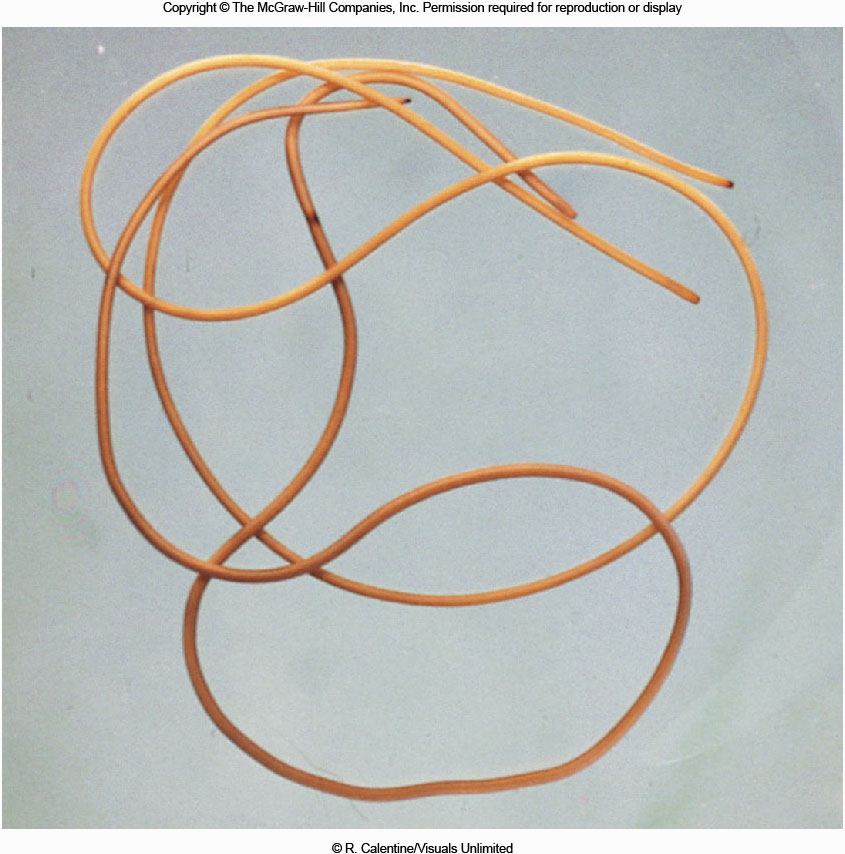 Copyright © The McGraw-Hill Companies, Inc. Permission required for reproduction or display
© R. Calentine/Visuals Unlimited